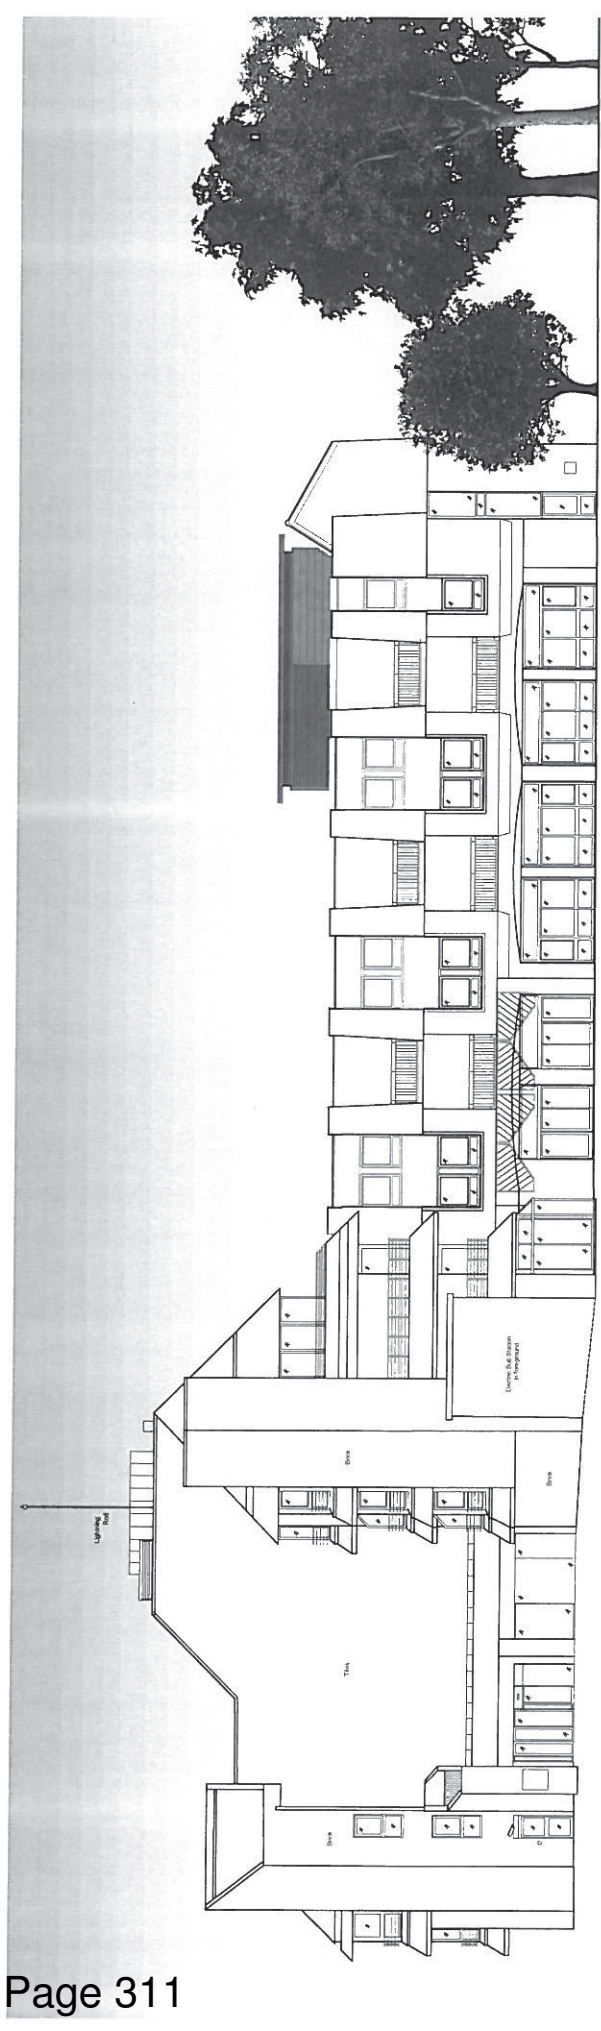 Electric Sub Station
in foreground
Brick
Brick
Lightning
Rod
Tiles
Brick
Page 311